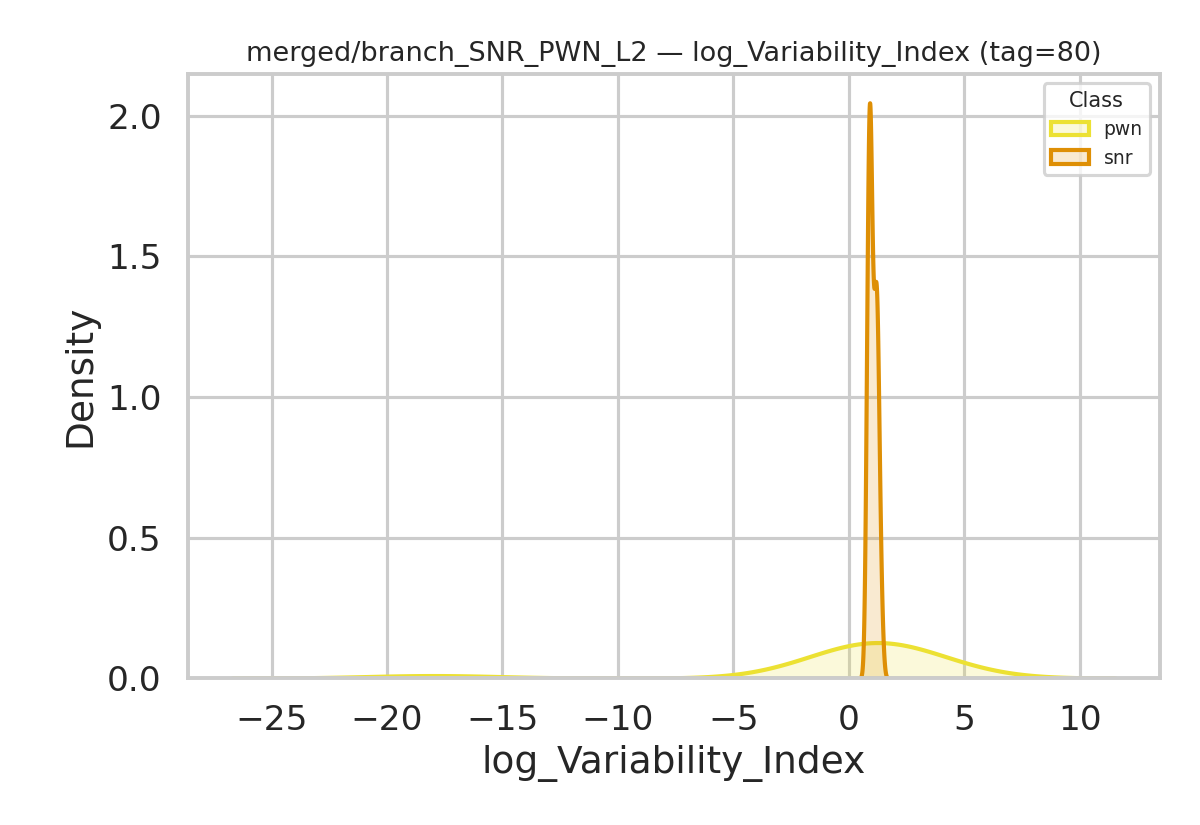 merged/branch_SNR_PWN_L2 — log_Variability_Index (tag=80)
Class
pwn
snr
2.0
1.5
1.0
0.5
0.0
Density
−25 −20 −15 −10 −5 0 5 10
log_Variability_Index